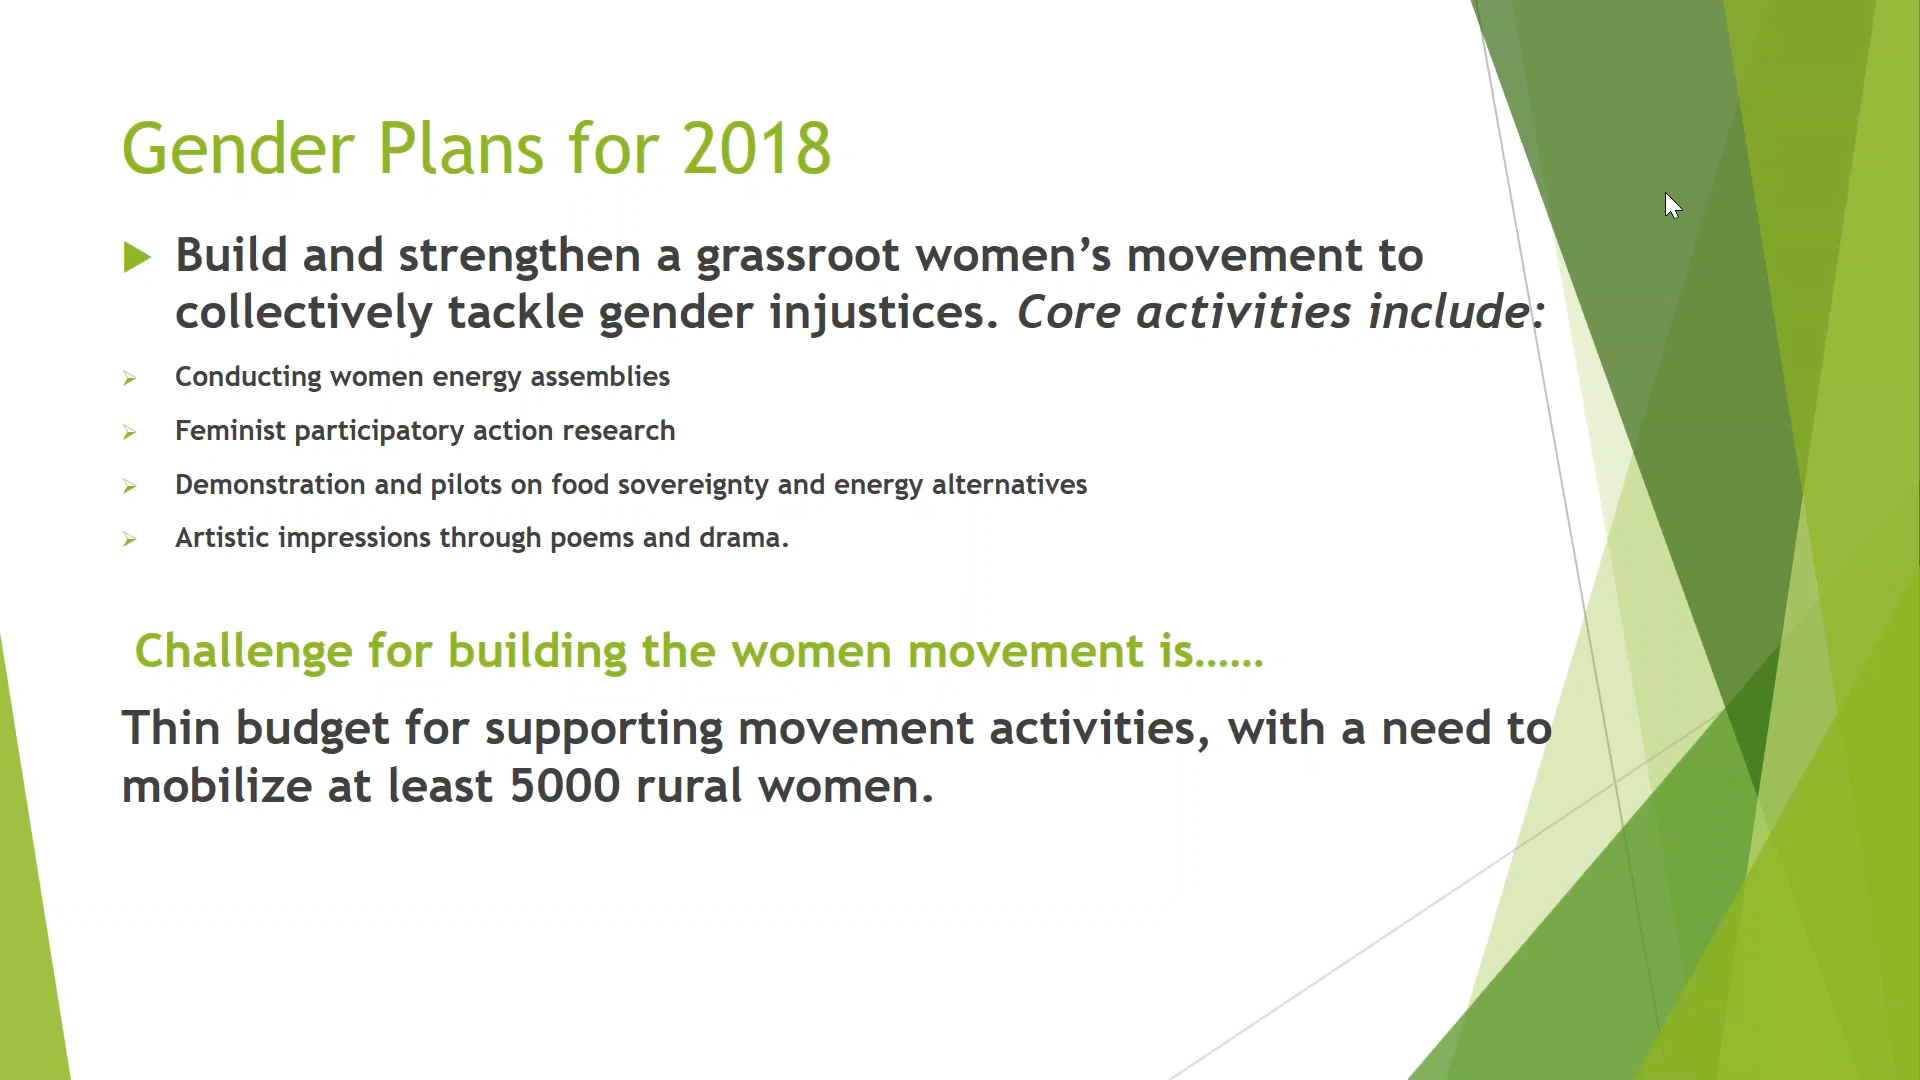 Gender Plans for 2018
Build and strengthen a grassroot women’s movement to
collectively tackle gender injustices. Core activities include:
Conducting women energy assemblies
Feminist participatory action research
Demonstration and pilots on food sovereignty and energy alternatives
Artistic impressions through poems and drama.
Challenge for building the women movement is……
Thin budget for supporting movement activities, with a need to
mobilize at least 5000 rural women.